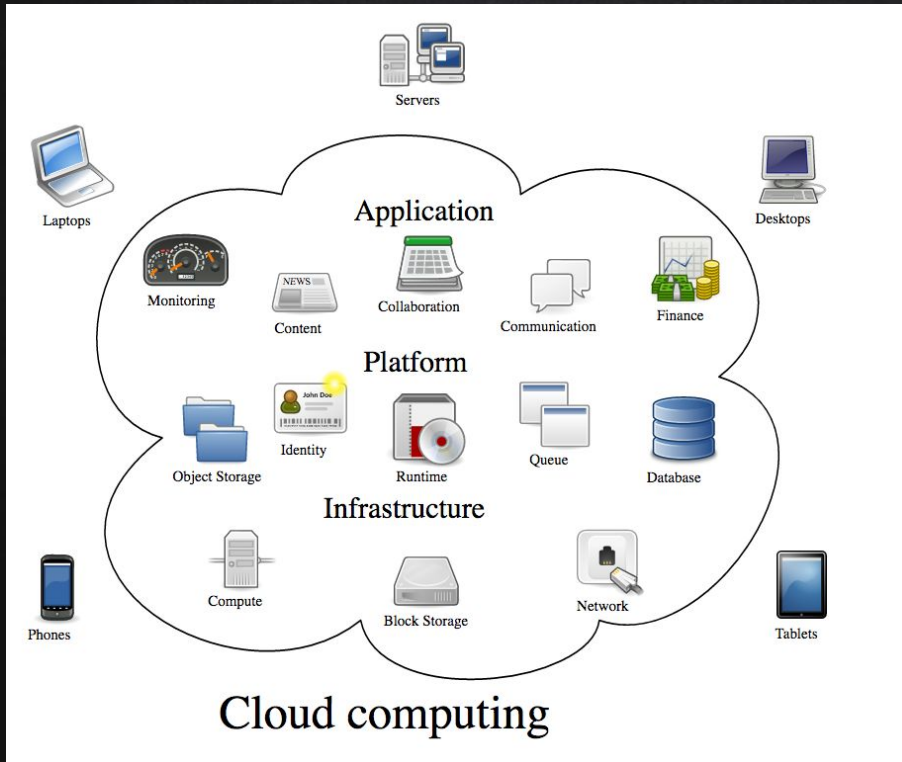 Servers
Laptops
Desktops
Application
Monitoring
NEWS
Content
Collaboration
Communication
Finance
Platform
John Doe
Object Storage
Identity
Runtime
Queue
Database
Infrastructure
Compute
Block Storage
Network
Phones
Tablets
Cloud computing